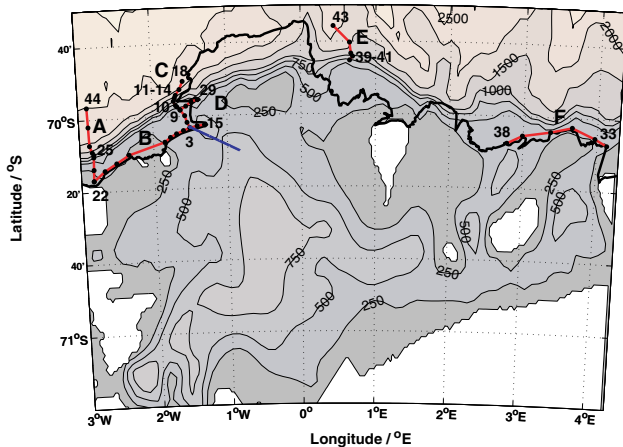 43
2500
2000
40'
E
39-41
1500
750
500
1000
C
18
11-14
29
D
250
10
44
9
15
70°S
A
B
3
38
F
33
25
22
250
250
250
20'
500
500
500
750
250
40'
500
250
71°S
3°W
2°W
1°W
0°
1°E
2°E
3°E
4°E
Latitude / °S
Longitude / °E